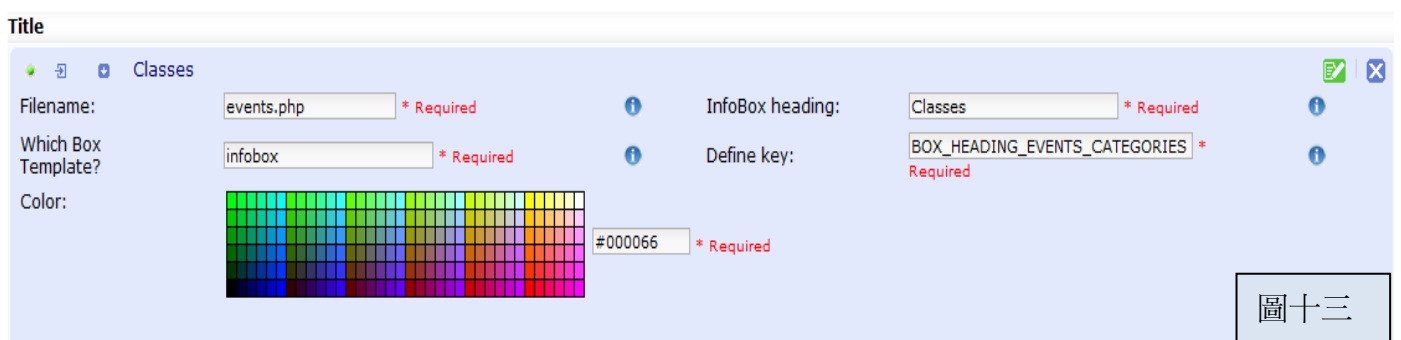 Title
Classes
Filename: events.php * Required InfoBox heading: Classes * Required
Which Box Template? infobox * Required Define key: BOX_HEADING_EVENTS_CATEGORIES * Required
Color: #000066 * Required
圖十三